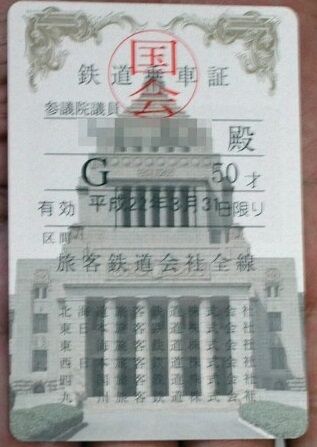 国会
鉄道乗車証
参議院議員
殿
G 50才
有効 平成22年3月31日限り
区間
旅客鉄道会社全線
北海道旅客鉄道株式会社
東日本旅客鉄道株式会社
東海旅客鉄道株式会社
西日本旅客鉄道株式会社
四国旅客鉄道株式会社
九州旅客鉄道株式会社